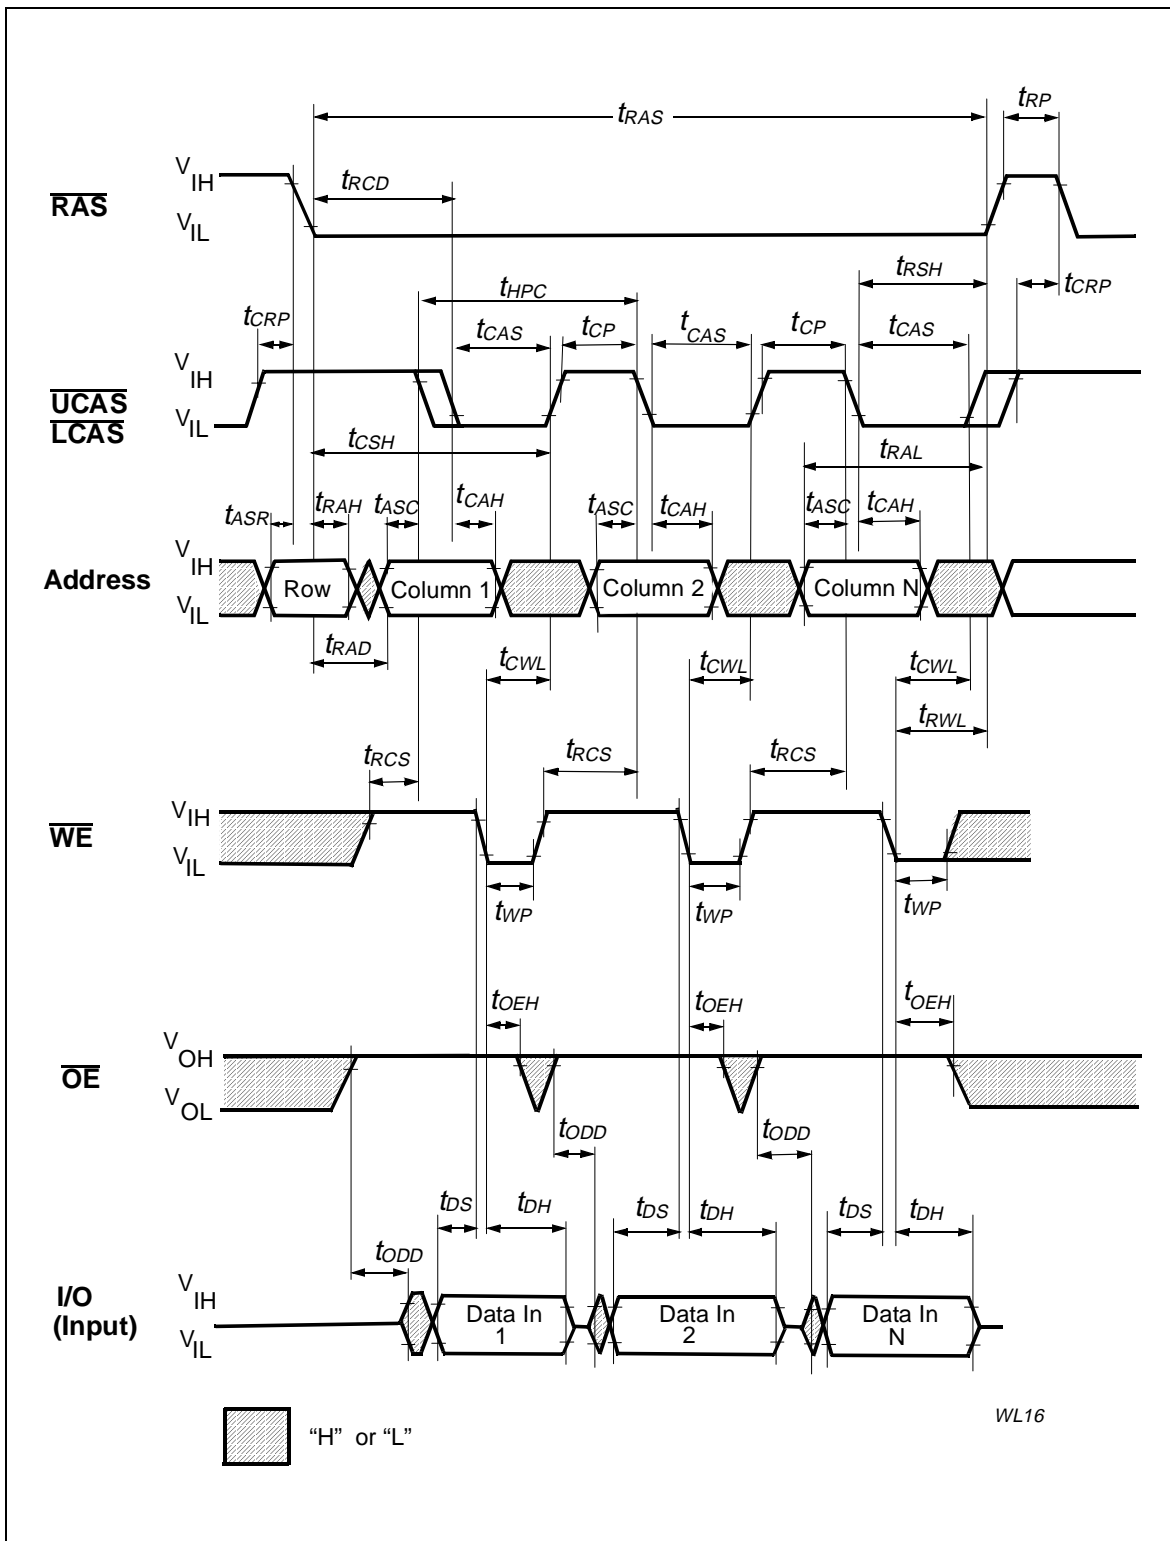 tRAS
tRP
VIH
RAS
tRCD
VIL
tRSH
tHPC
tCRP
tCRP
tCAS
tCP
tCAS
tCP
tCAS
VIH
UCAS
LCAS
VIL
tCSH
tRAL
tASR
tRAH
tASC
tCAH
tASC
tCAH
tASC
tCAH
VIH
Address
Row
Column 1
Column 2
Column N
VIL
tRAD
tCWL
tCWL
tCWL
tRWL
tRCS
tRCS
tRCS
VIH
WE
VIL
tWP
tWP
tWP
tOEH
tOEH
tOEH
VOH
OE
VOL
tODD
tODD
tDS
tDH
tDS
tDH
tDS
tDH
tODD
VIH
I/O
(Input)
VIL
Data In
1
Data In
2
Data In
N
WL16
“H” or “L”